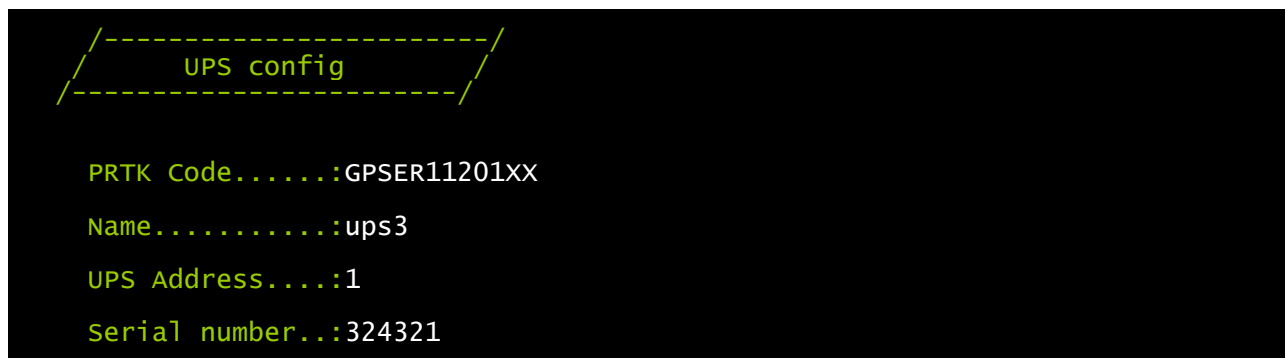 /------------------------/
/ UPS config /
/------------------------/
PRTK Code......:GPSER11201XX
Name...........:ups3
UPS Address....:1
Serial number..:324321